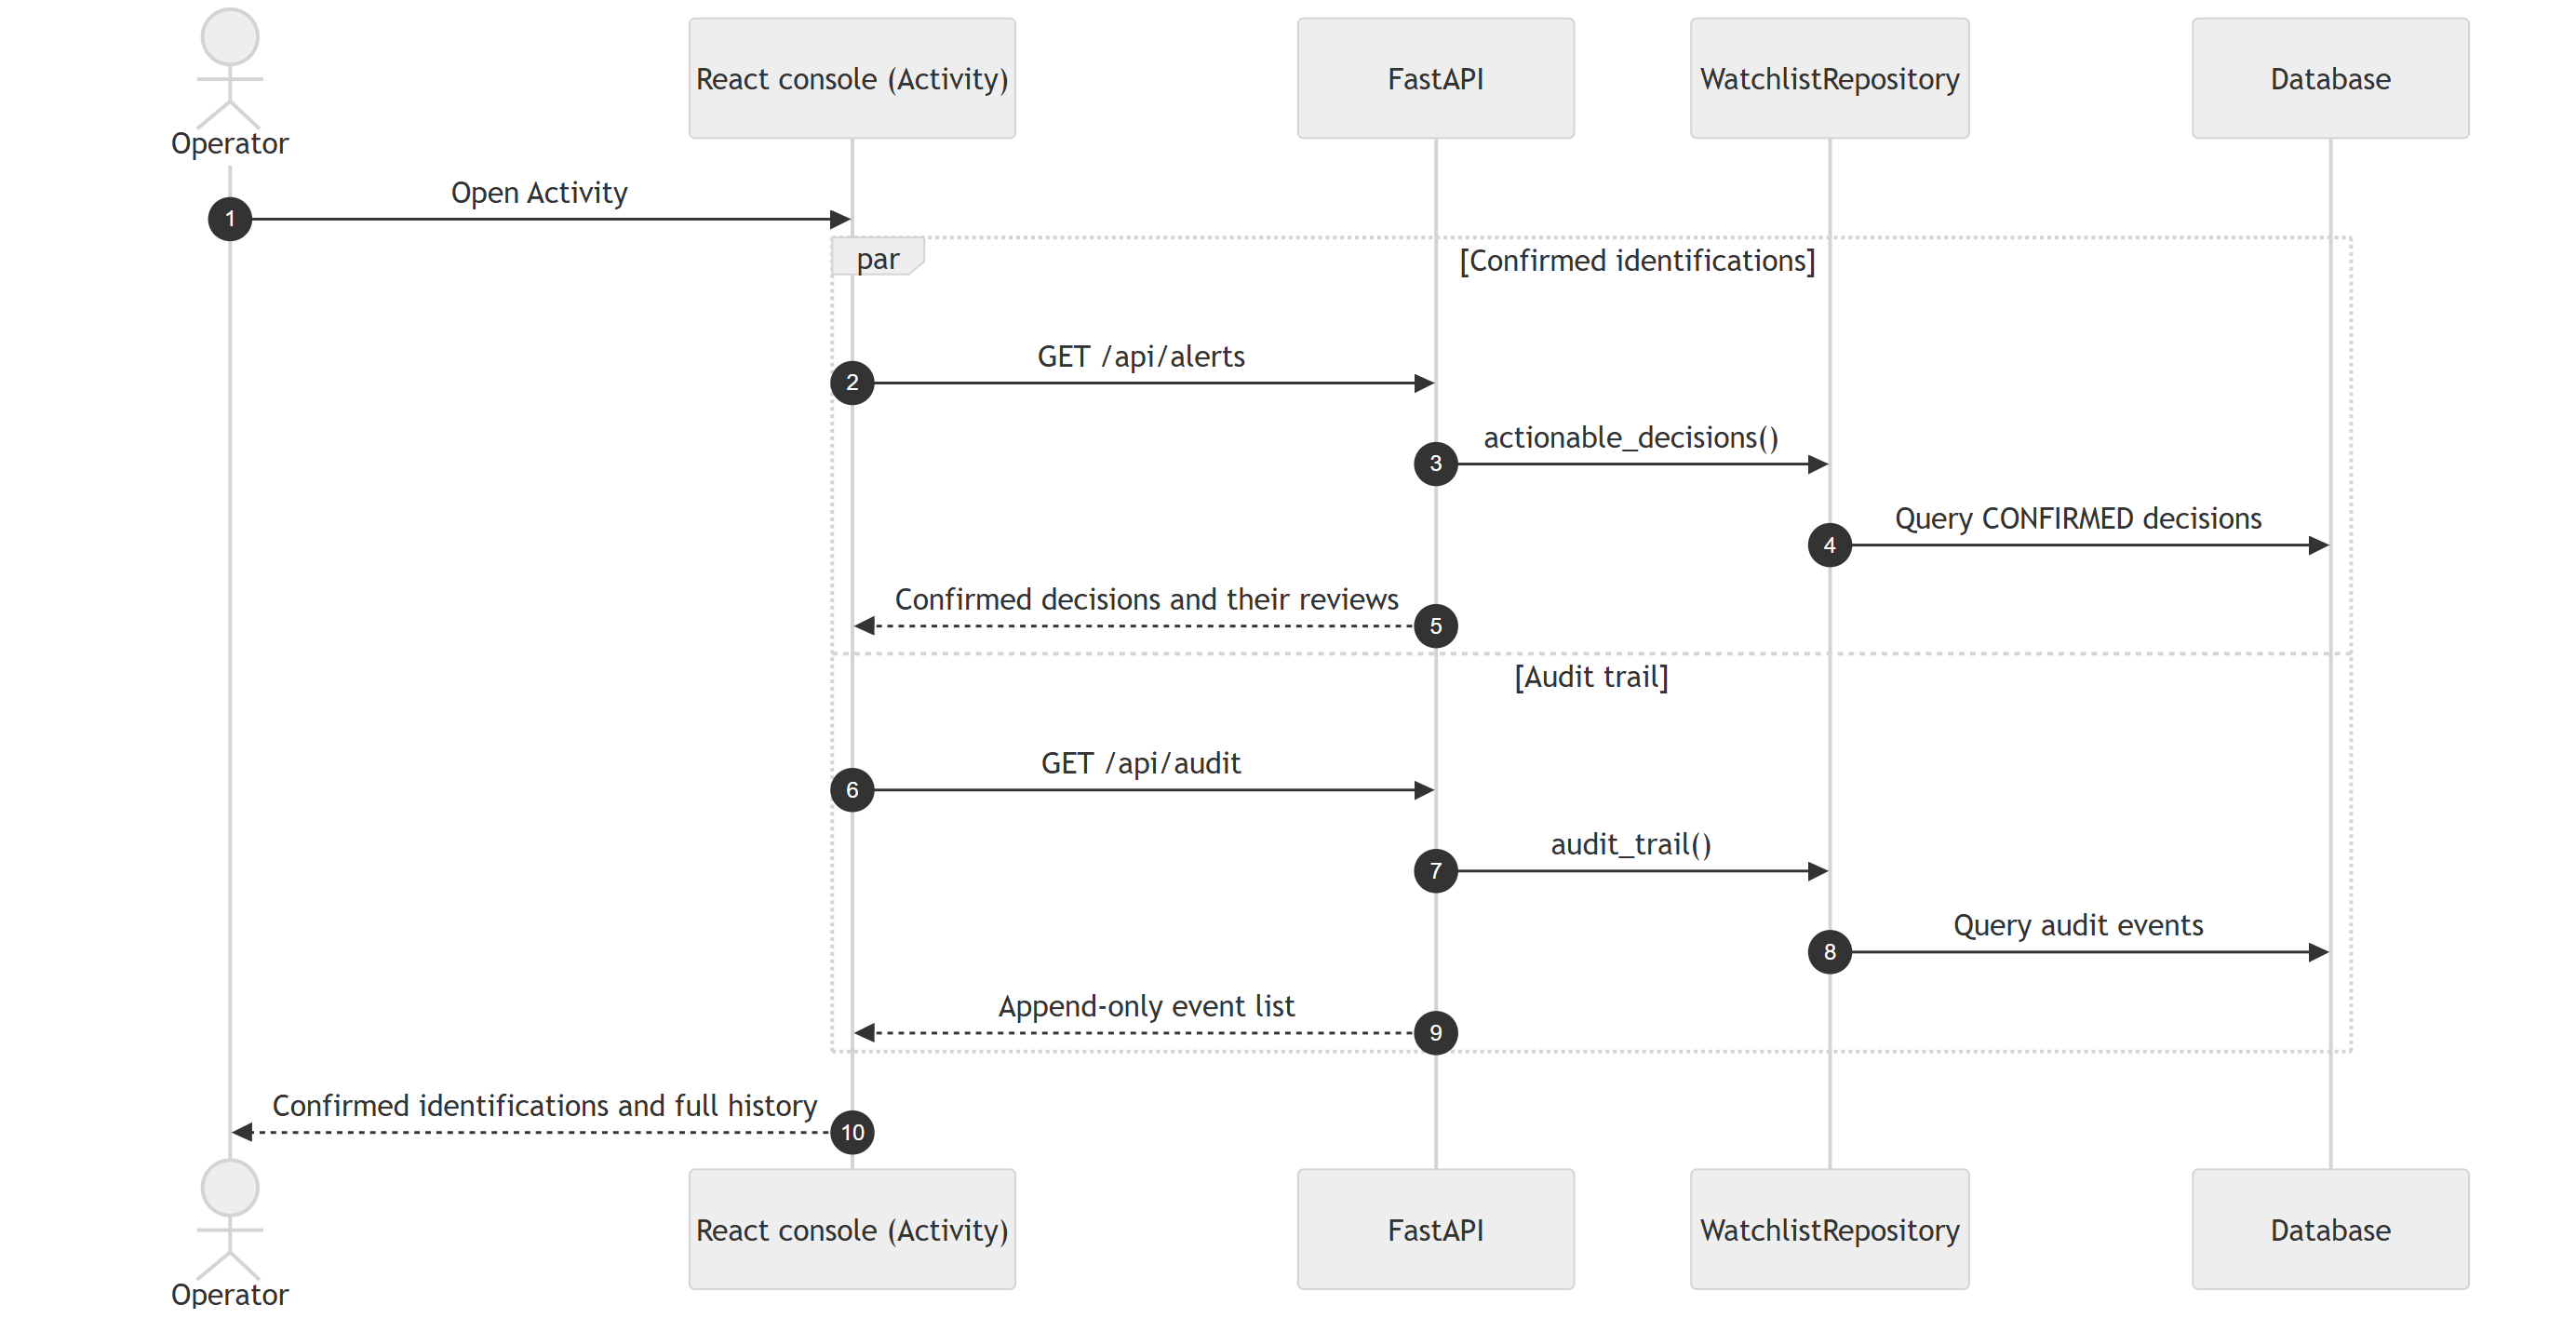 Operator
React console (Activity)
FastAPI
WatchlistRepository
Database
1
Open Activity
par
[Confirmed identifications]
2
GET /api/alerts
3
actionable_decisions()
4
Query CONFIRMED decisions
Confirmed decisions and their reviews
5
[Audit trail]
6
GET /api/audit
7
audit_trail()
8
Query audit events
Append-only event list
9
Confirmed identifications and full history
10
Operator
React console (Activity)
FastAPI
WatchlistRepository
Database